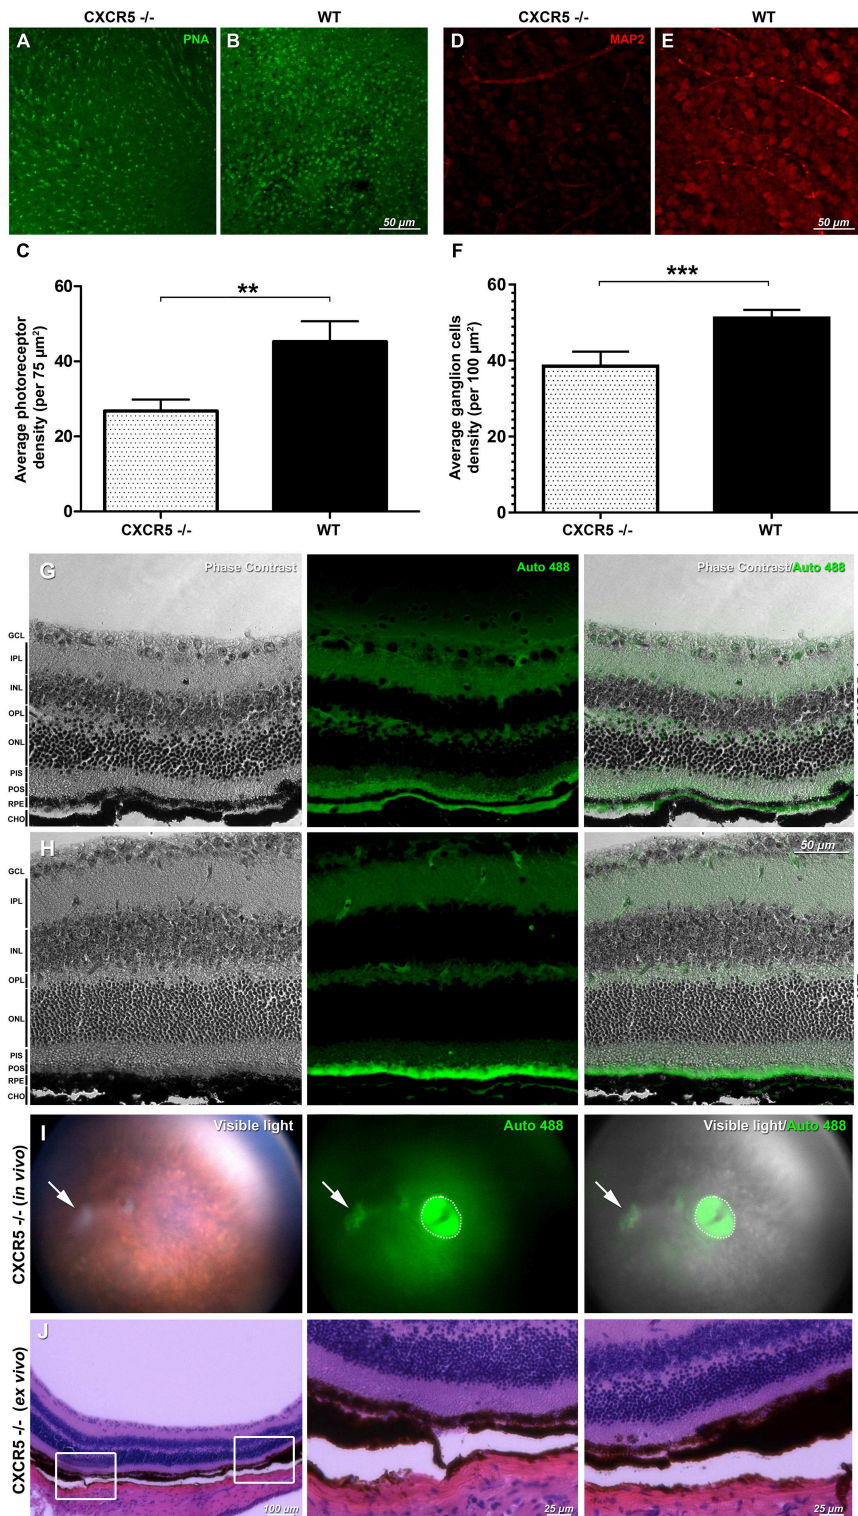 CXCR5 -/-
WT
CXCR5 -/-
WT
A
PNA
B
50 µm
D
MAP2
E
50 µm
C
**
Average photoreceptor
density (per 75 µm²)
60
40
20
0
CXCR5 -/-
WT
F
***
Average ganglion cells
density (per 100 µm²)
60
40
20
0
CXCR5 -/-
WT
G
Phase Contrast
Auto 488
Phase Contrast/Auto 488
GCL
IPL
INL
OPL
ONL
PIS
POS
RPE
CHO
H
50 µm
GCL
IPL
INL
OPL
ONL
PIS
POS
RPE
CHO
CXCR5 -/- (in vivo)
I
Visible light
Auto 488
Visible light/Auto 488
CXCR5 -/- (ex vivo)
J
100 µm
25 µm
25 µm